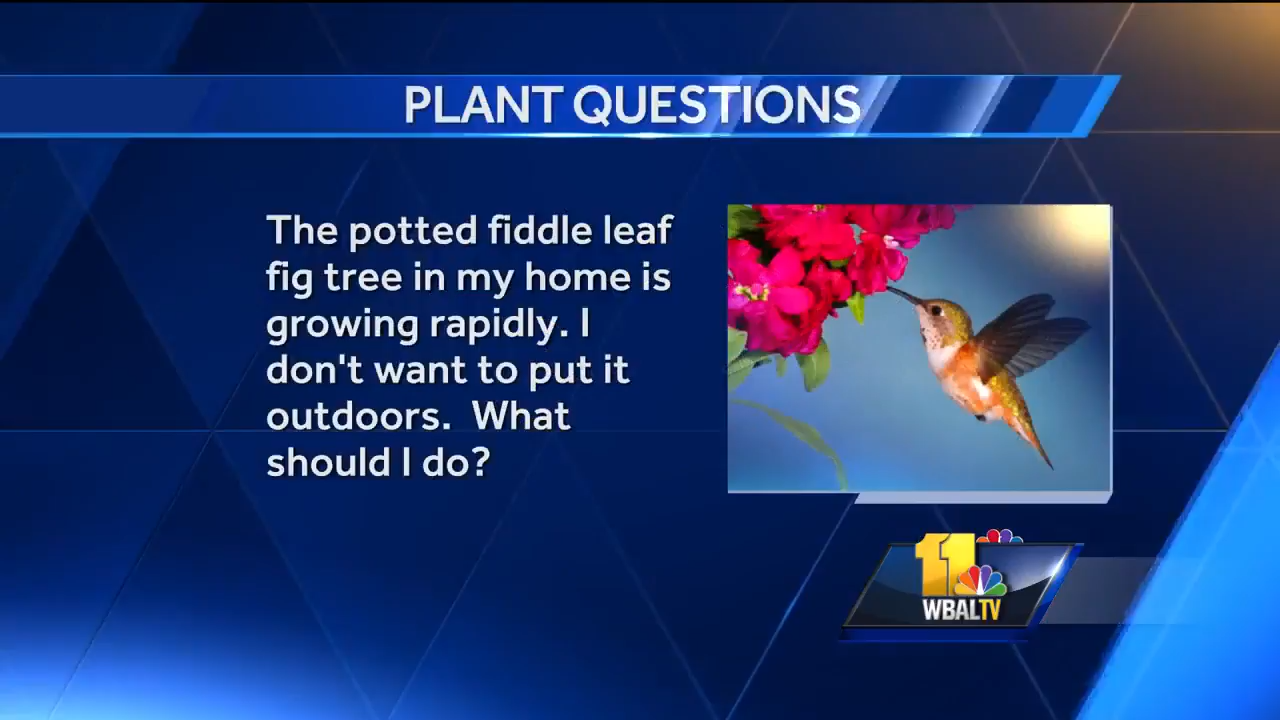 PLANT QUESTIONS
The potted fiddle leaf
fig tree in my home is
growing rapidly. I
don't want to put it
outdoors.  What
should I do?
11
WBALTV